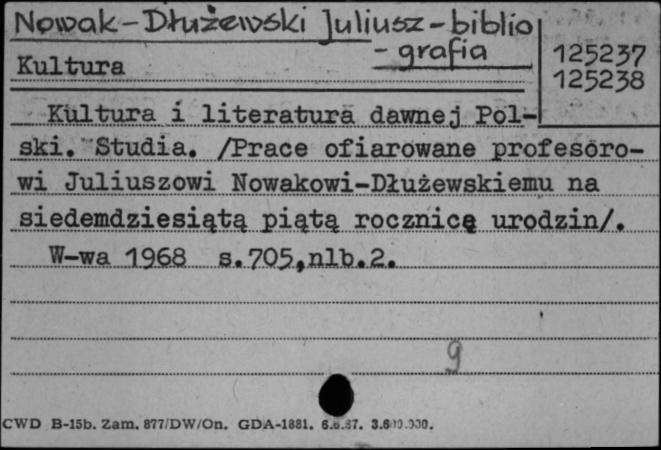 Nowak-Dłużewski Juliusz - biblio
- grafia
125237
125238
Kultura
Kultura i literatura dawnej Pol-
ski. Studia. /Prace ofiarowane profesoro-
wi Juliuszowi Nowakowi-Dłużewskiemu na
siedemdziesiątą piątą rocznicę urodzin/.
W-wa 1968 s.705,nlb.2.
9
CWD B-15b. Zam. 877/DW/On. GDA-1881.